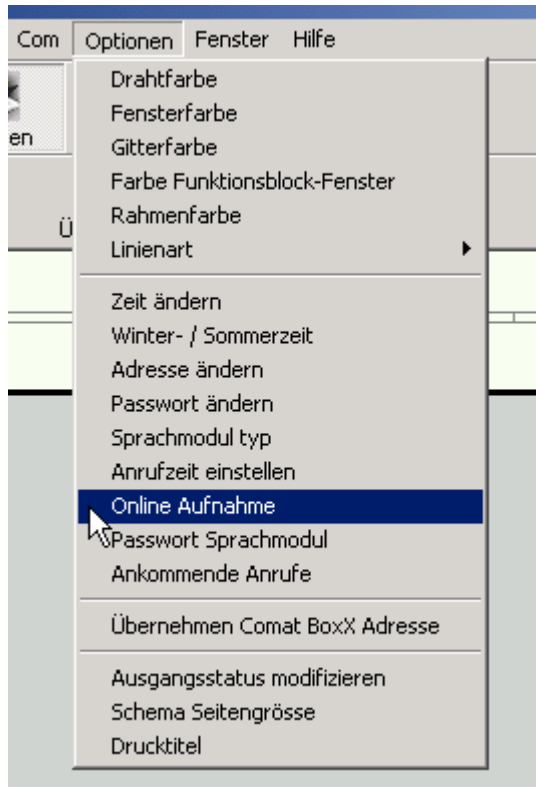 Com Optionen Fenster Hilfe
Drahtfarbe
Fensterfarbe
en
Gitterfarbe
Farbe Funktionsblock-Fenster
Rahmenfarbe
Ü
Linienart
Zeit ändern
Winter- / Sommerzeit
Adresse ändern
Passwort ändern
Sprachmodul typ
Anrufzeit einstellen
Online Aufnahme
Passwort Sprachmodul
Ankommende Anrufe
Übernehmen Comat BoxX Adresse
Ausgangsstatus modifizieren
Schema Seitengrösse
Drucktitel